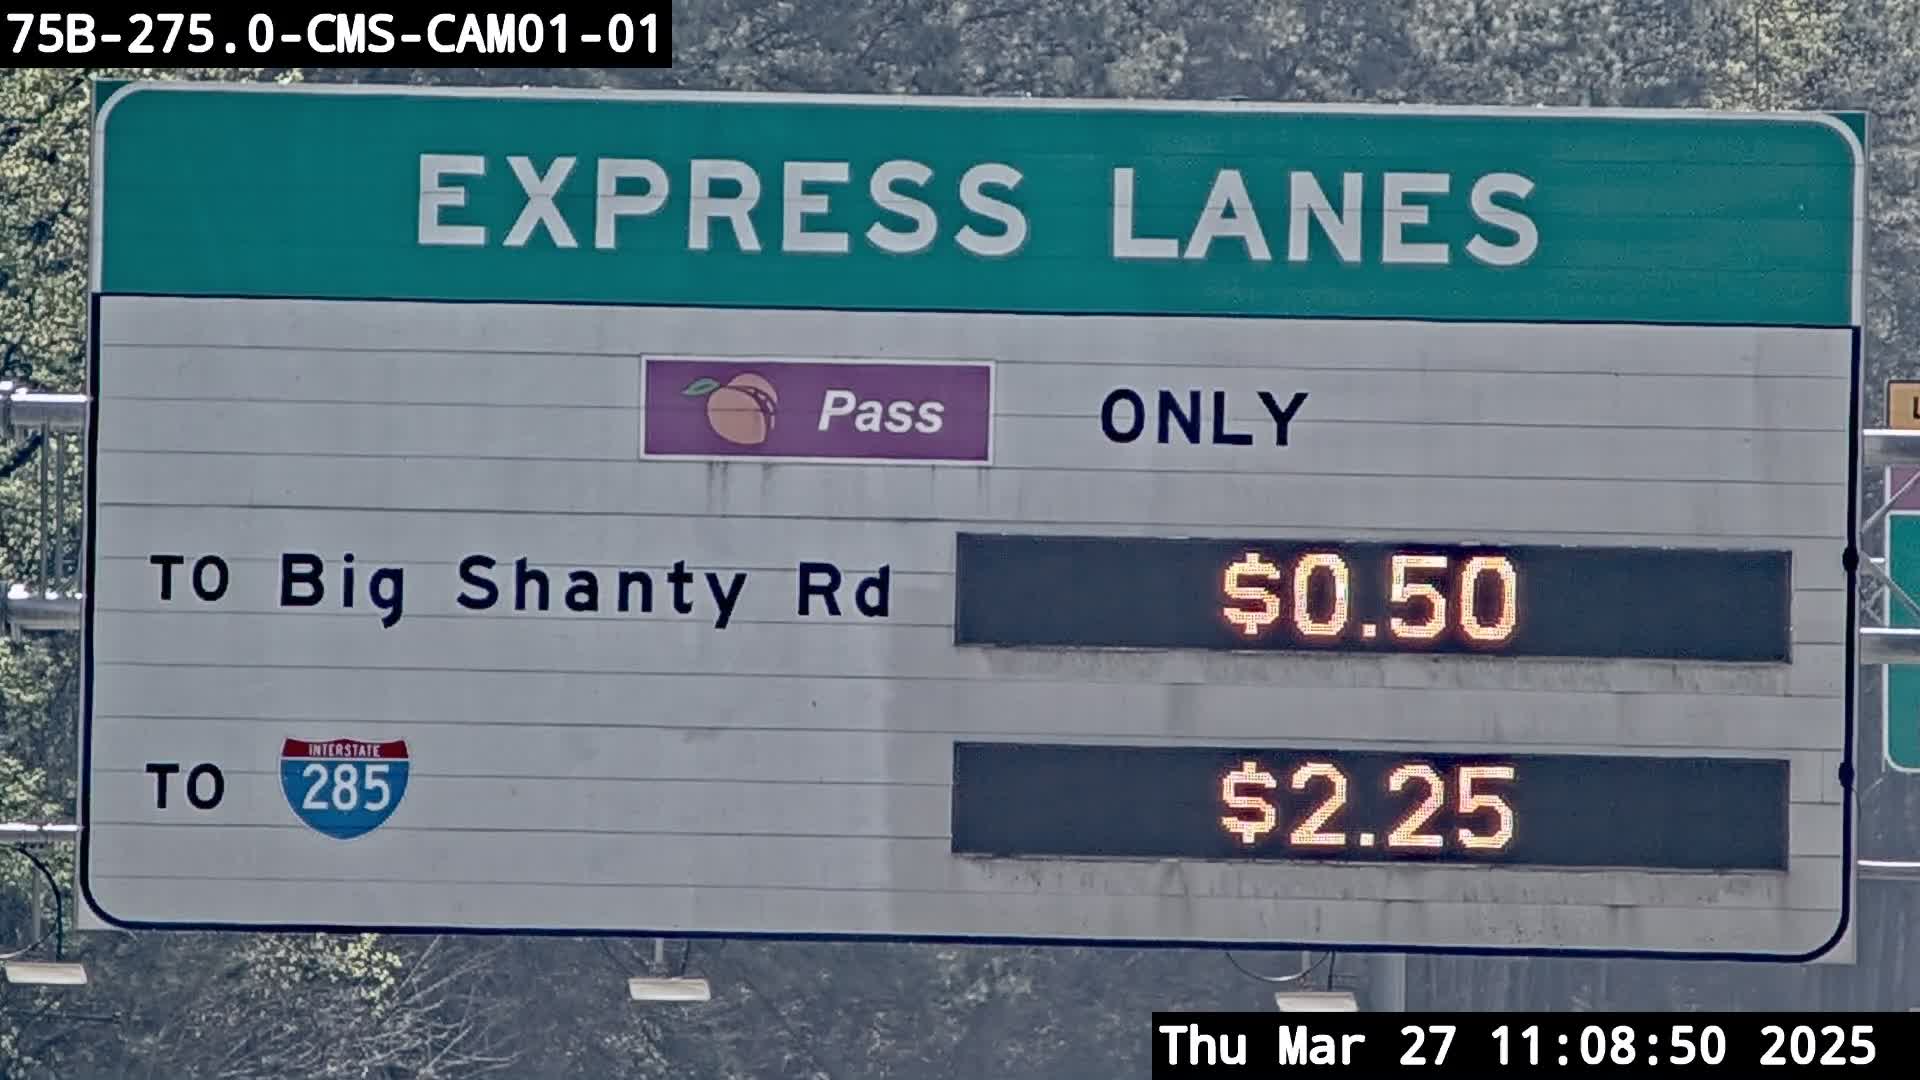 75B-275.0-CMS-CAM01-01
EXPRESS LANES
Pass ONLY
TO Big Shanty Rd $0.50
INTERSTATE
TO 285 $2.25
Thu Mar 27 11:08:50 2025